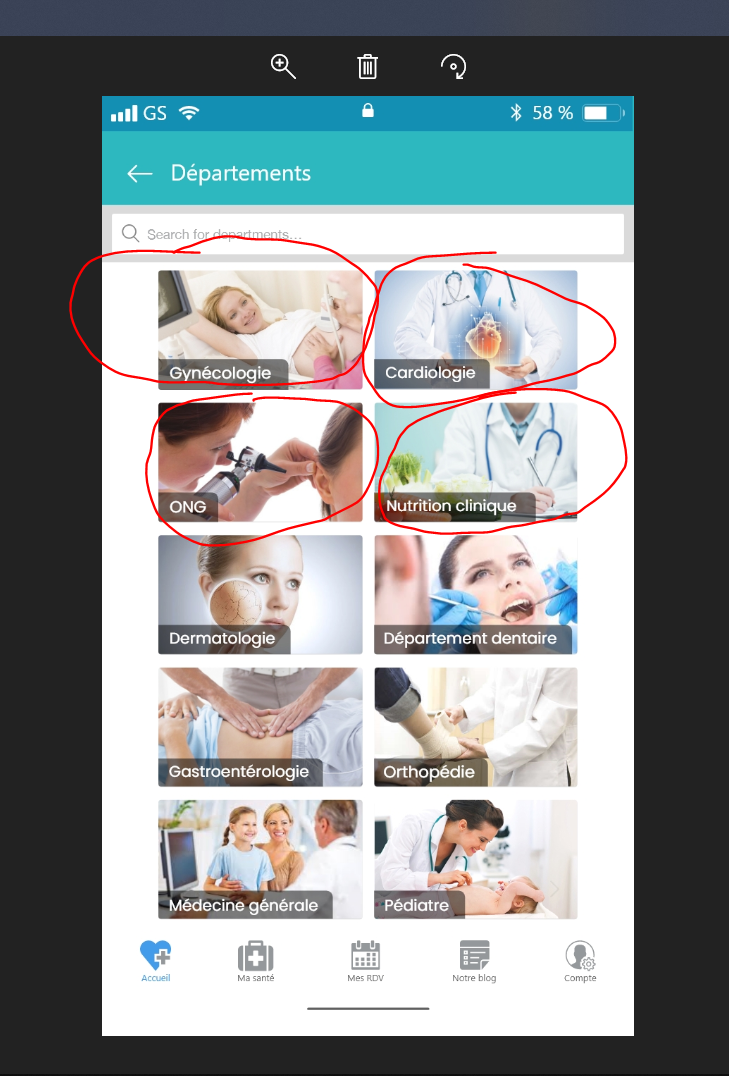 GS 58 %
Départements
Search for departments...
Gynécologie
Cardiologie
ONG
Nutrition clinique
Dermatologie
Département dentaire
Gastroentérologie
Orthopédie
Médecine générale
Pédiatre
Accueil
Ma santé
Mes RDV
Notre blog
Compte